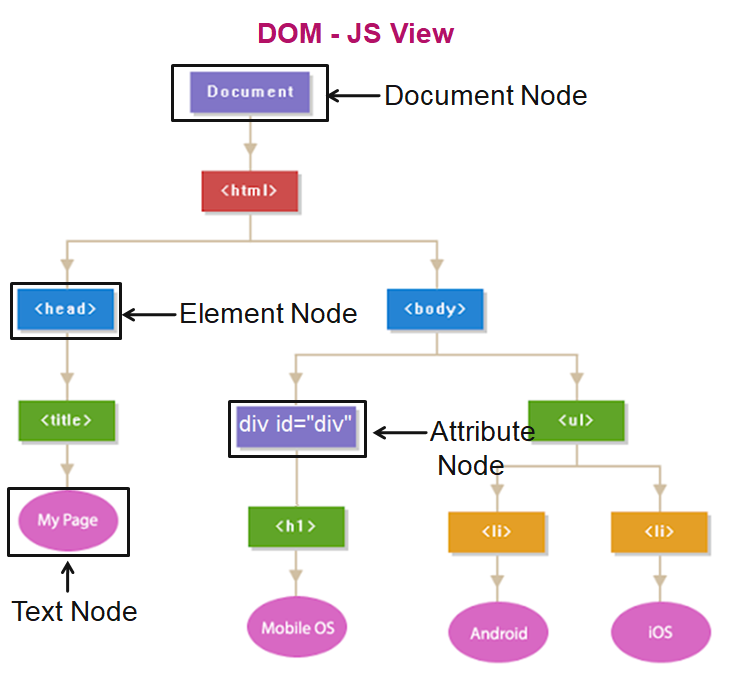 DOM - JS View
Document
Document Node
<html>
<head>
Element Node
<body>
<title>
div id="div"
Attribute
Node
<ul>
My Page
<h1>
<li>
<li>
Text Node
Mobile OS
Android
iOS